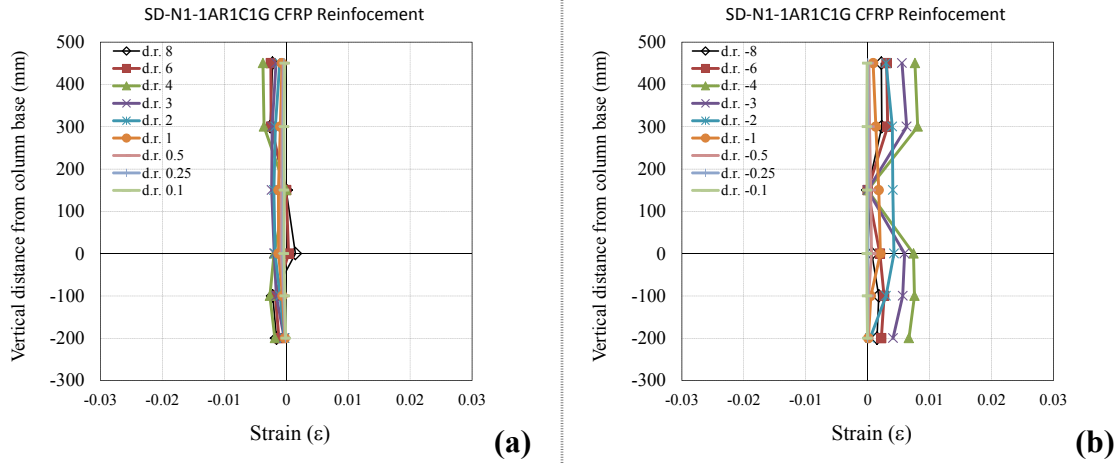 SD-N1-1AR1C1G CFRP Reinfocement
Vertical distance from column base (mm)
500
400
300
200
100
0
-100
-200
-300
d.r. 8
d.r. 6
d.r. 4
d.r. 3
d.r. 2
d.r. 1
d.r. 0.5
d.r. 0.25
d.r. 0.1
-0.03 -0.02 -0.01 0 0.01 0.02 0.03
Strain (ε)
(a)
SD-N1-1AR1C1G CFRP Reinfocement
Vertical distance from column base (mm)
500
400
300
200
100
0
-100
-200
-300
d.r. -8
d.r. -6
d.r. -4
d.r. -3
d.r. -2
d.r. -1
d.r. -0.5
d.r. -0.25
d.r. -0.1
-0.03 -0.02 -0.01 0 0.01 0.02 0.03
Strain (ε)
(b)